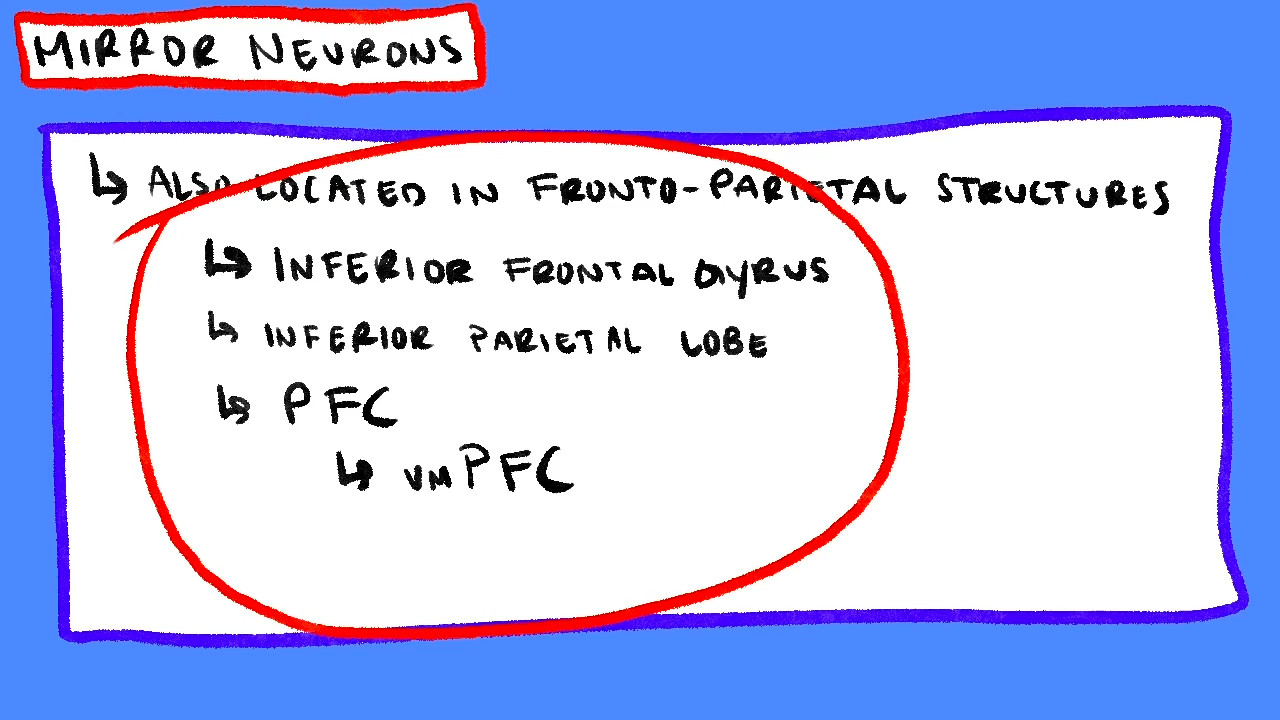 MIRROR NEURONS
↳ ALSO LOCATED IN FRONTO-PARIETAL STRUCTURES
↳ INFERIOR FRONTAL GYRUS
↳ INFERIOR PARIETAL LOBE
↳ PFC
↳ vmPFC